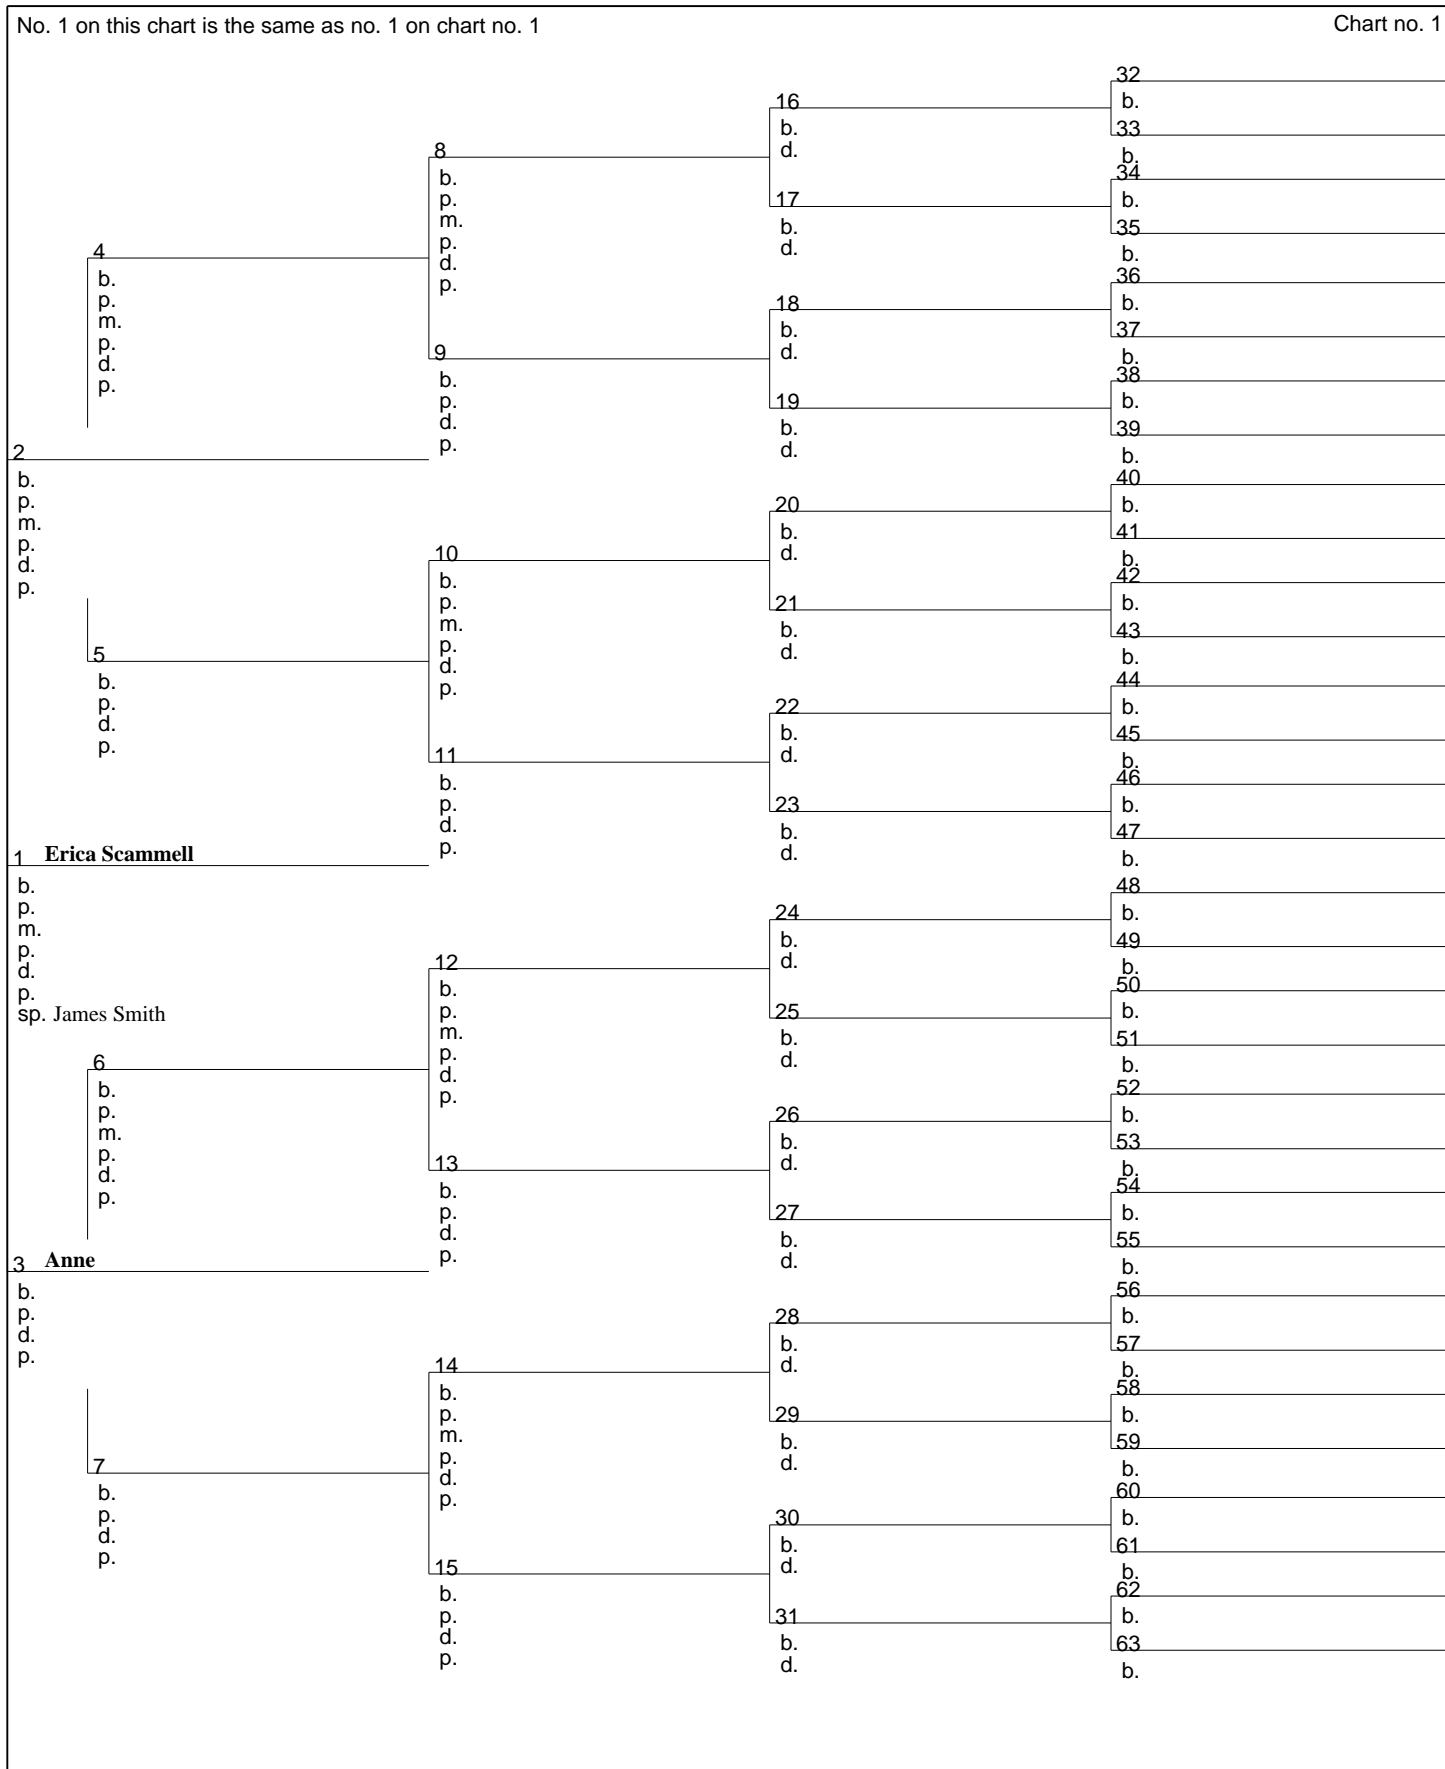 No. 1 on this chart is the same as no. 1 on chart no. 1
Chart no. 1
2
b.
p.
m.
p.
d.
p.
1 Erica Scammell
b.
p.
m.
p.
d.
p.
sp. James Smith
3 Anne
b.
p.
d.
p.
4
b.
p.
m.
p.
d.
p.
5
b.
p.
d.
p.
6
b.
p.
m.
p.
d.
p.
7
b.
p.
d.
p.
8
b.
p.
m.
p.
d.
p.
9
b.
p.
d.
p.
10
b.
p.
m.
p.
d.
p.
11
b.
p.
d.
p.
12
b.
p.
m.
p.
d.
p.
13
b.
p.
d.
p.
14
b.
p.
m.
p.
d.
p.
15
b.
p.
d.
p.
16
b.
d.
17
b.
d.
18
b.
d.
19
b.
d.
20
b.
d.
21
b.
d.
22
b.
d.
23
b.
d.
24
b.
d.
25
b.
d.
26
b.
d.
27
b.
d.
28
b.
d.
29
b.
d.
30
b.
d.
31
b.
d.
32
b.
33
b.
34
b.
35
b.
36
b.
37
b.
38
b.
39
b.
40
b.
41
b.
42
b.
43
b.
44
b.
45
b.
46
b.
47
b.
48
b.
49
b.
50
b.
51
b.
52
b.
53
b.
54
b.
55
b.
56
b.
57
b.
58
b.
59
b.
60
b.
61
b.
62
b.
63
b.